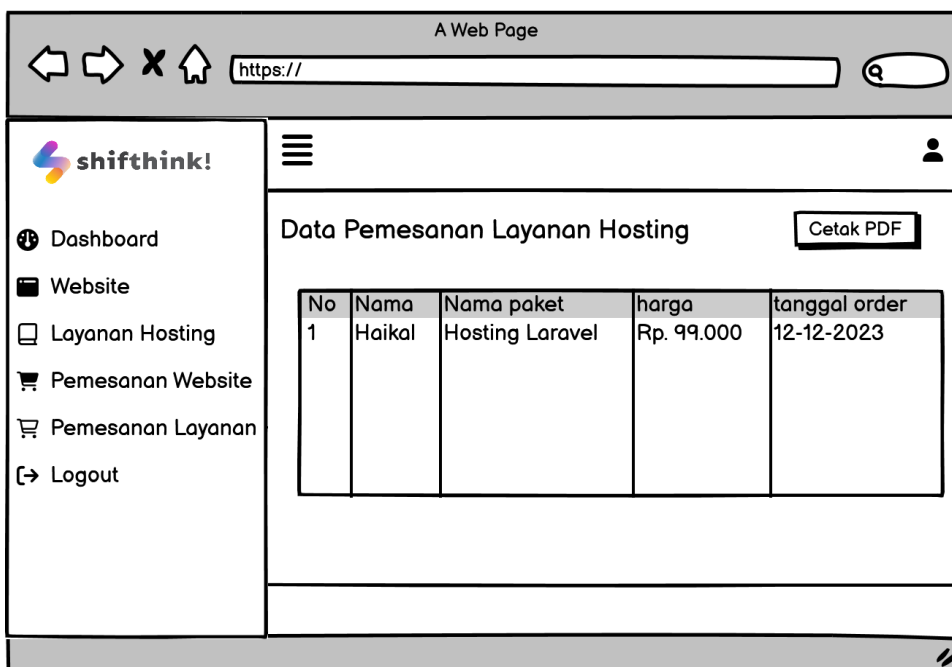 A Web Page
https://
shifthink!
Dashboard
Website
Layanan Hosting
Pemesanan Website
Pemesanan Layanan
Logout
Data Pemesanan Layanan Hosting
Cetak PDF
No Nama Nama paket harga tanggal order
1 Haikal Hosting Laravel Rp. 99.000 12-12-2023